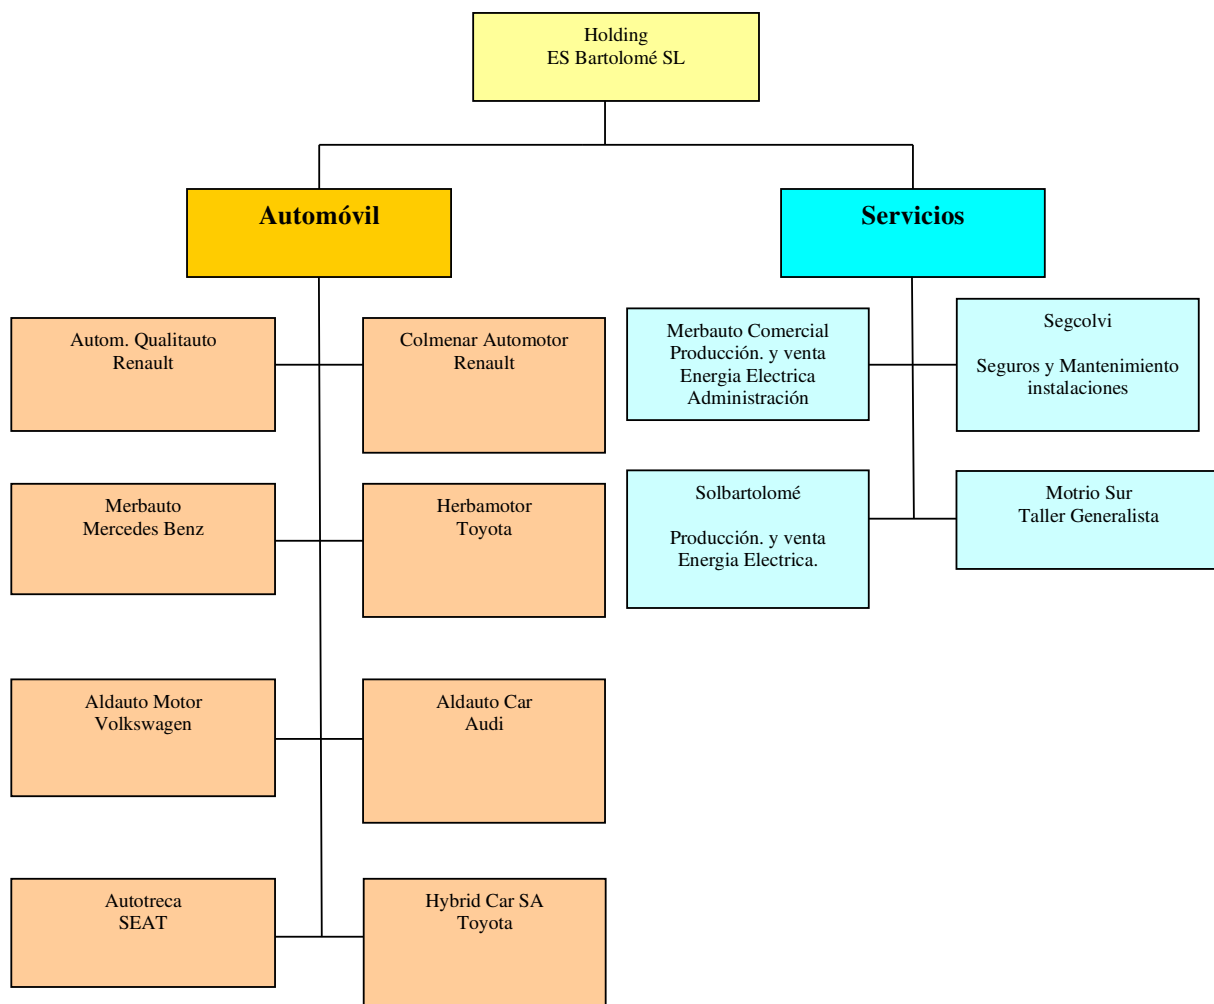 Holding
ES Bartolomé SL
Automóvil
Servicios
Autom. Qualitauto
Renault
Colmenar Automotor
Renault
Merbauto Comercial
Producción. y venta
Energia Electrica
Administración
Segcolvi
Seguros y Mantenimiento
instalaciones
Merbauto
Mercedes Benz
Herbamotor
Toyota
Solbartolomé
Producción. y venta
Energia Electrica.
Motrio Sur
Taller Generalista
Aldauto Motor
Volkswagen
Aldauto Car
Audi
Autotreca
SEAT
Hybrid Car SA
Toyota